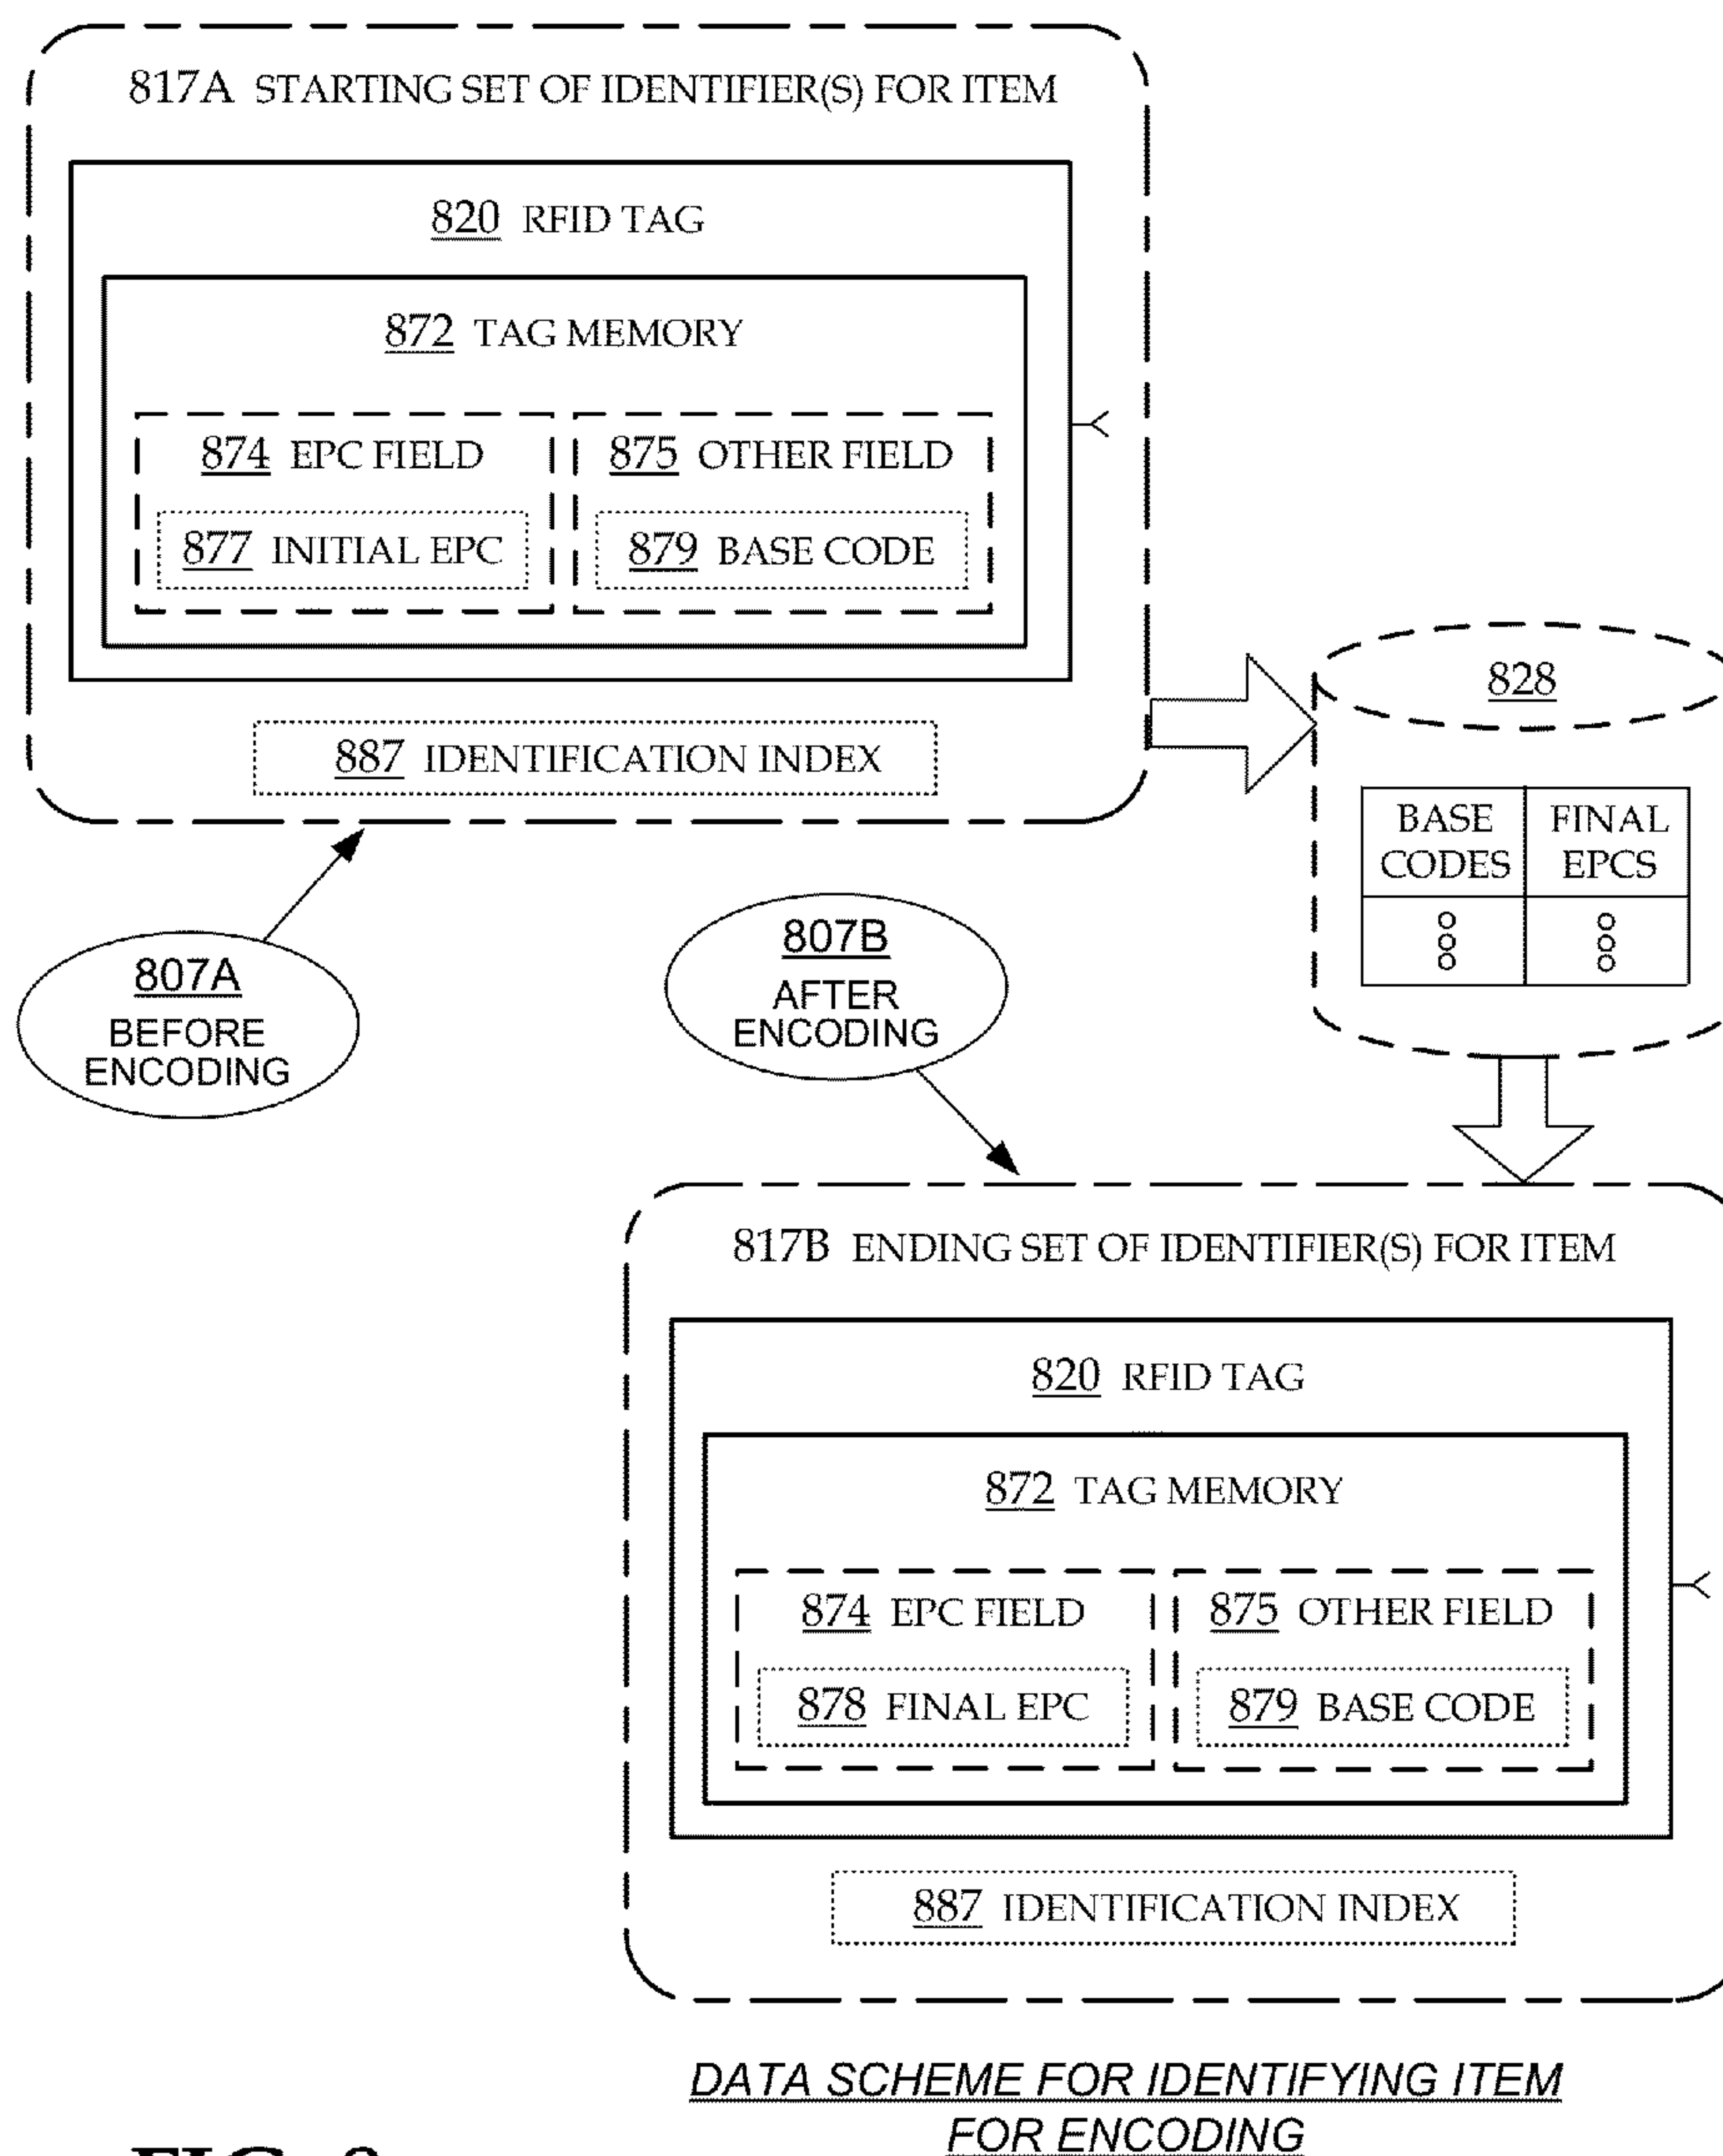 817A STARTING SET OF IDENTIFIER(S) FOR ITEM
820 RFID TAG
872 TAG MEMORY
874 EPC FIELD
875 OTHER FIELD
877 INITIAL EPC
879 BASE CODE
887 IDENTIFICATION INDEX
828
BASE CODES
FINAL EPCS
807A
BEFORE
ENCODING
807B
AFTER
ENCODING
817B ENDING SET OF IDENTIFIER(S) FOR ITEM
820 RFID TAG
872 TAG MEMORY
874 EPC FIELD
875 OTHER FIELD
878 FINAL EPC
879 BASE CODE
887 IDENTIFICATION INDEX
DATA SCHEME FOR IDENTIFYING ITEM
FOR ENCODING